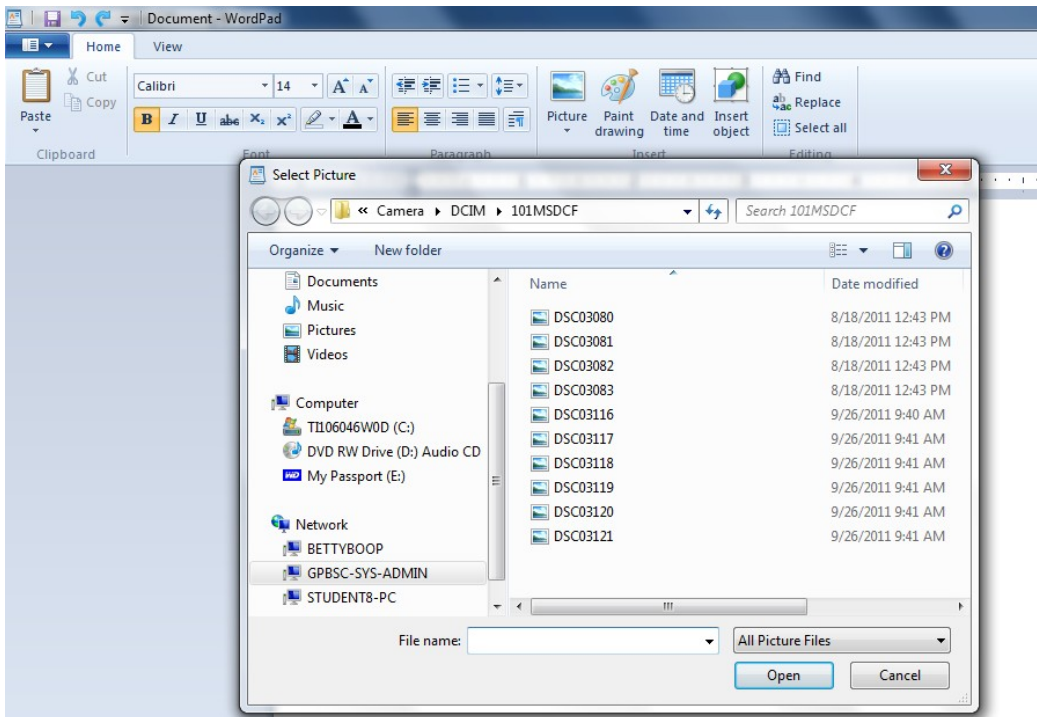 Document - WordPad
Home View
Cut
Copy
Paste
Clipboard
Calibri 14
B I U abc X₂ X² A
Font
Paragraph
Picture Paint drawing Date and time Insert object
Insert
Find
Replace
Select all
Editing
Select Picture
« Camera DCIM 101MSDCF Search 101MSDCF
Organize New folder
Documents
Music
Pictures
Videos
Computer
TI106046W0D (C:)
DVD RW Drive (D:) Audio CD
My Passport (E:)
Network
BETTYBOOP
GPBSC-SYS-ADMIN
STUDENT8-PC
Name Date modified
DSC03080 8/18/2011 12:43 PM
DSC03081 8/18/2011 12:43 PM
DSC03082 8/18/2011 12:43 PM
DSC03083 8/18/2011 12:43 PM
DSC03116 9/26/2011 9:40 AM
DSC03117 9/26/2011 9:41 AM
DSC03118 9/26/2011 9:41 AM
DSC03119 9/26/2011 9:41 AM
DSC03120 9/26/2011 9:41 AM
DSC03121 9/26/2011 9:41 AM
File name: All Picture Files
Open Cancel